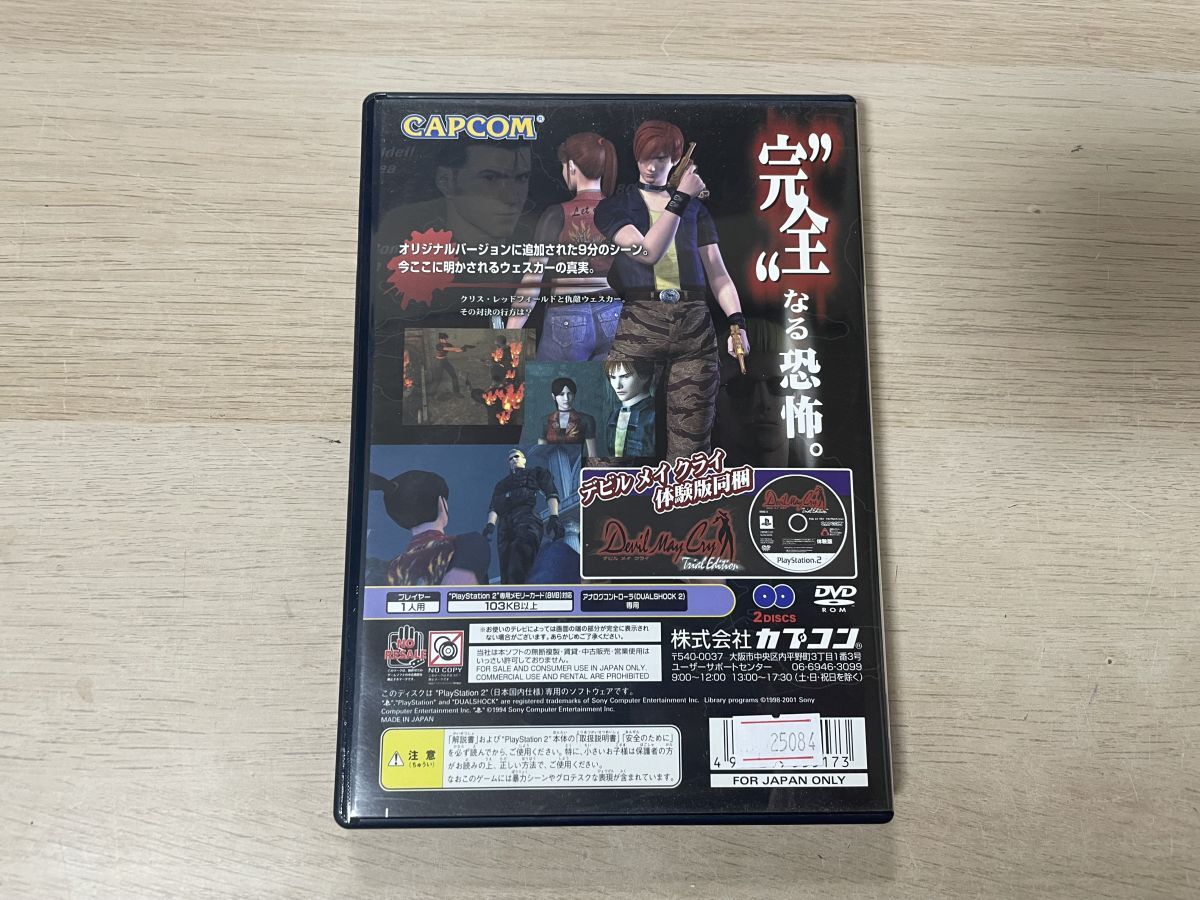 CAPCOM®
”完全“なる恐怖。
オリジナルバージョンに追加された9分のシーン。
今ここに明かされるウェスカーの真実。
クリス・レッドフィールドと仇敵ウェスカー。
その対決の行方は?
Let
デビル メイ クライ
体験版同梱
Devil May Cry
デビル メイ クライ
Trial Edition
Devil May Cry
Trial Edition
CAPCOM
体験版
PlayStation 2
プレイヤー
1人用
"PlayStation 2"専用メモリーカード(8MB)対応
103KB以上
アナログコントローラ(DUALSHOCK 2)
専用
2 DISCS
DVD
ROM
NO
RESALE
NO COPY
※お使いのテレビによっては画面の端の部分が完全に表示され
ない場合がございます。あらかじめご了承ください。
当社は本ソフトの無断複製・賃貸・中古販売・営業使用は
いっさい許可しておりません。
FOR SALE AND CONSUMER USE IN JAPAN ONLY.
COMMERCIAL USE AND RENTAL ARE PROHIBITED
株式会社カプコン®
〒540-0037 大阪市中央区内平野町3丁目1番3号
ユーザーサポートセンター 06-6946-3099
9:00〜12:00 13:00〜17:30 (土・日・祝日を除く)
このディスクは "PlayStation 2" (日本国内仕様) 専用のソフトウェアです。
", "PlayStation" and "DUALSHOCK" are registered trademarks of Sony Computer Entertainment Inc. Library programs ©1998-2001 Sony
Computer Entertainment Inc. " " ©1994 Sony Computer Entertainment Inc.
MADE IN JAPAN
注意
(ちゅうい)
「解説書」および"PlayStation 2"本体の「取扱説明書」「安全のために」
を必ず読んでから、ご使用ください。特に、小さいお子様は保護者の方
がお読みの上、正しい方法で、ご使用ください。
なおこのゲームには暴力シーンやグロテスクな表現が含まれています。
25084
4
173
FOR JAPAN ONLY